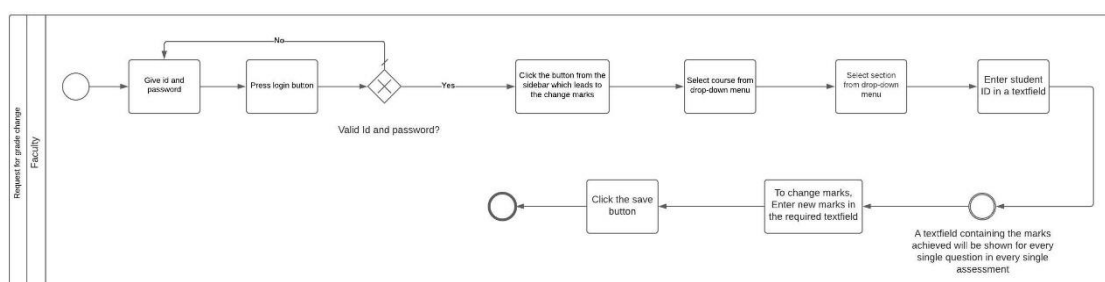 Request for grade change
Faculty
No
Give id and
password
Press login button
Valid Id and password?
Yes
Click the button from the
sidebar which leads to
the change marks
Select course from
drop-down menu
Select section
from drop-down
menu
Enter student
ID in a textfield
A textfield containing the marks
achieved will be shown for every
single question in every single
assessment
To change marks,
Enter new marks in
the required textfield
Click the save
button